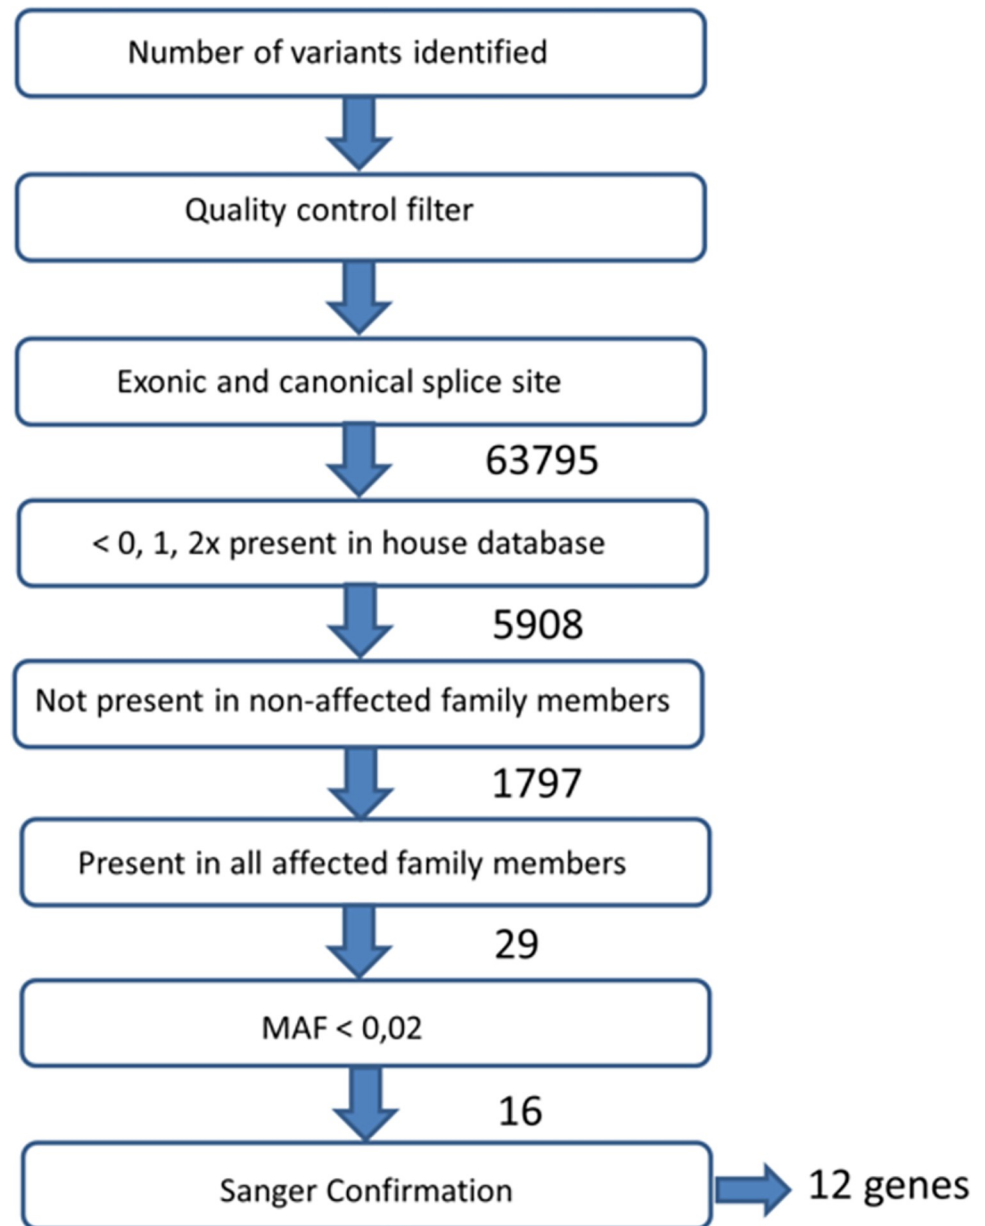 Number of variants identified
Quality control filter
Exonic and canonical splice site
63795
< 0, 1, 2x present in house database
5908
Not present in non-affected family members
1797
Present in all affected family members
29
MAF < 0,02
16
Sanger Confirmation
12 genes